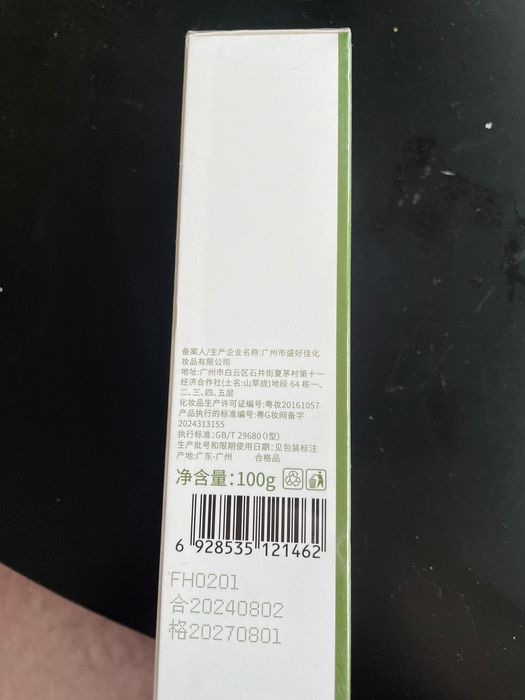 备案人/生产企业名称:广州市盛好佳化
妆品有限公司
地址:广州市白云区石井街夏茅村第十一
经济合作社(土名:山草拢)地段 64 栋一、
二、三、四、五层
化妆品生产许可证编号:粤妆20161057
产品执行的标准编号:粤G妆网备字
2024313155
执行标准:GB/T 29680(I型)
生产批号和限期使用日期:见包装标注
产地:广东·广州 合格品
净含量:100g
6 928535 121462
FH0201
合20240802
格20270801